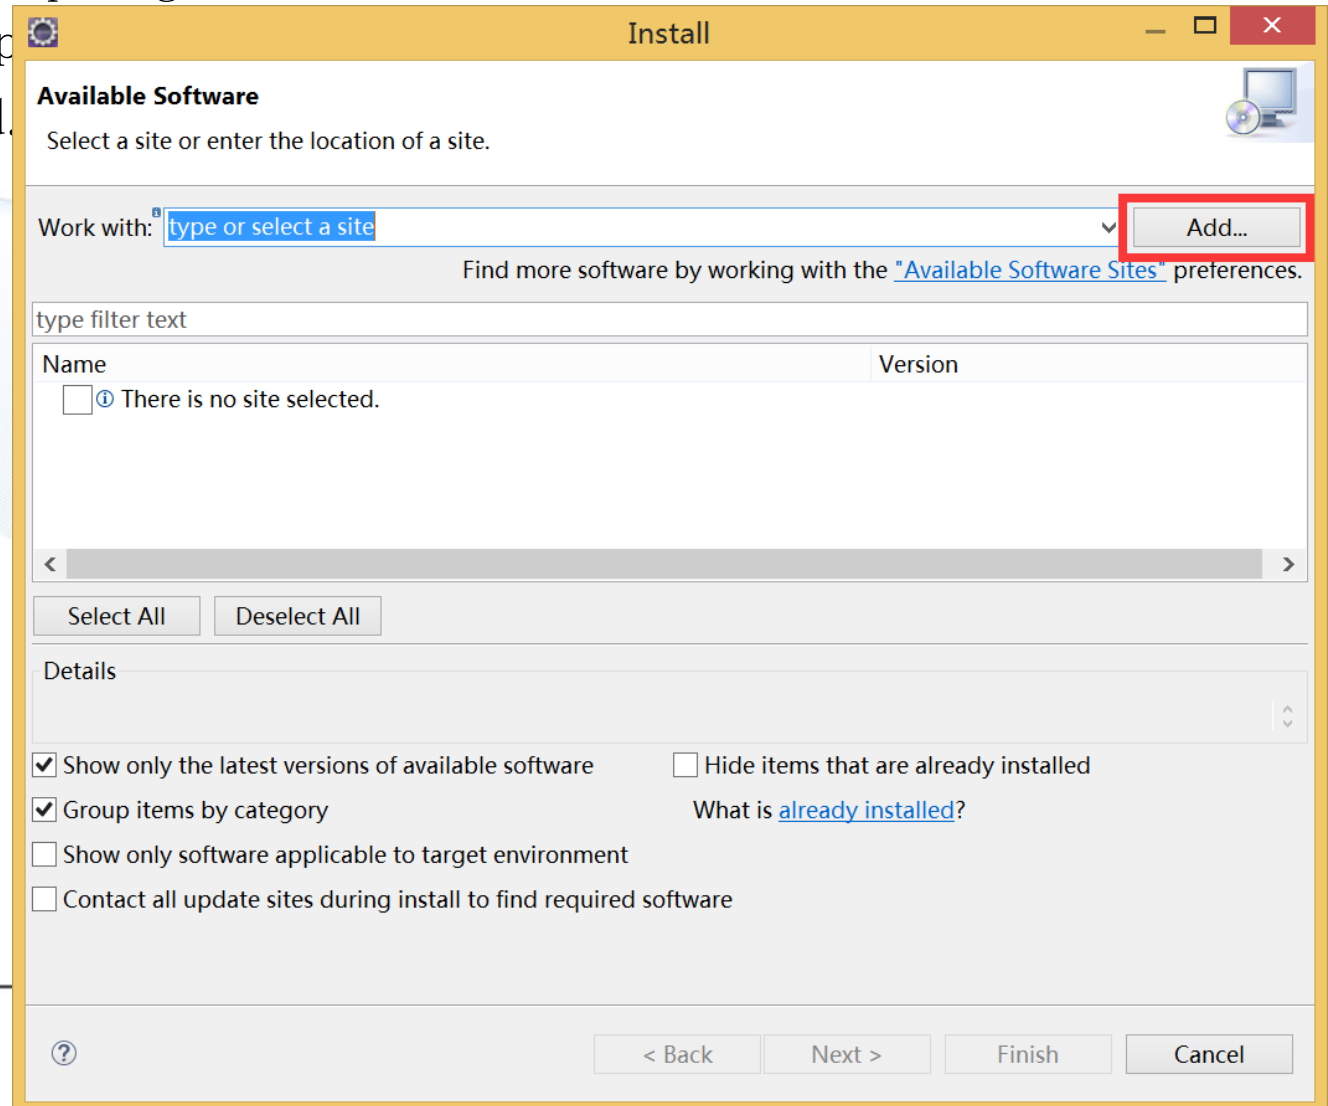 Install
Available Software
Select a site or enter the location of a site.
Work with: type or select a site Add...
Find more software by working with the "Available Software Sites" preferences.
type filter text
Name Version
There is no site selected.
Select All Deselect All
Details
Show only the latest versions of available software Hide items that are already installed
Group items by category What is already installed?
Show only software applicable to target environment
Contact all update sites during install to find required software
< Back Next > Finish Cancel